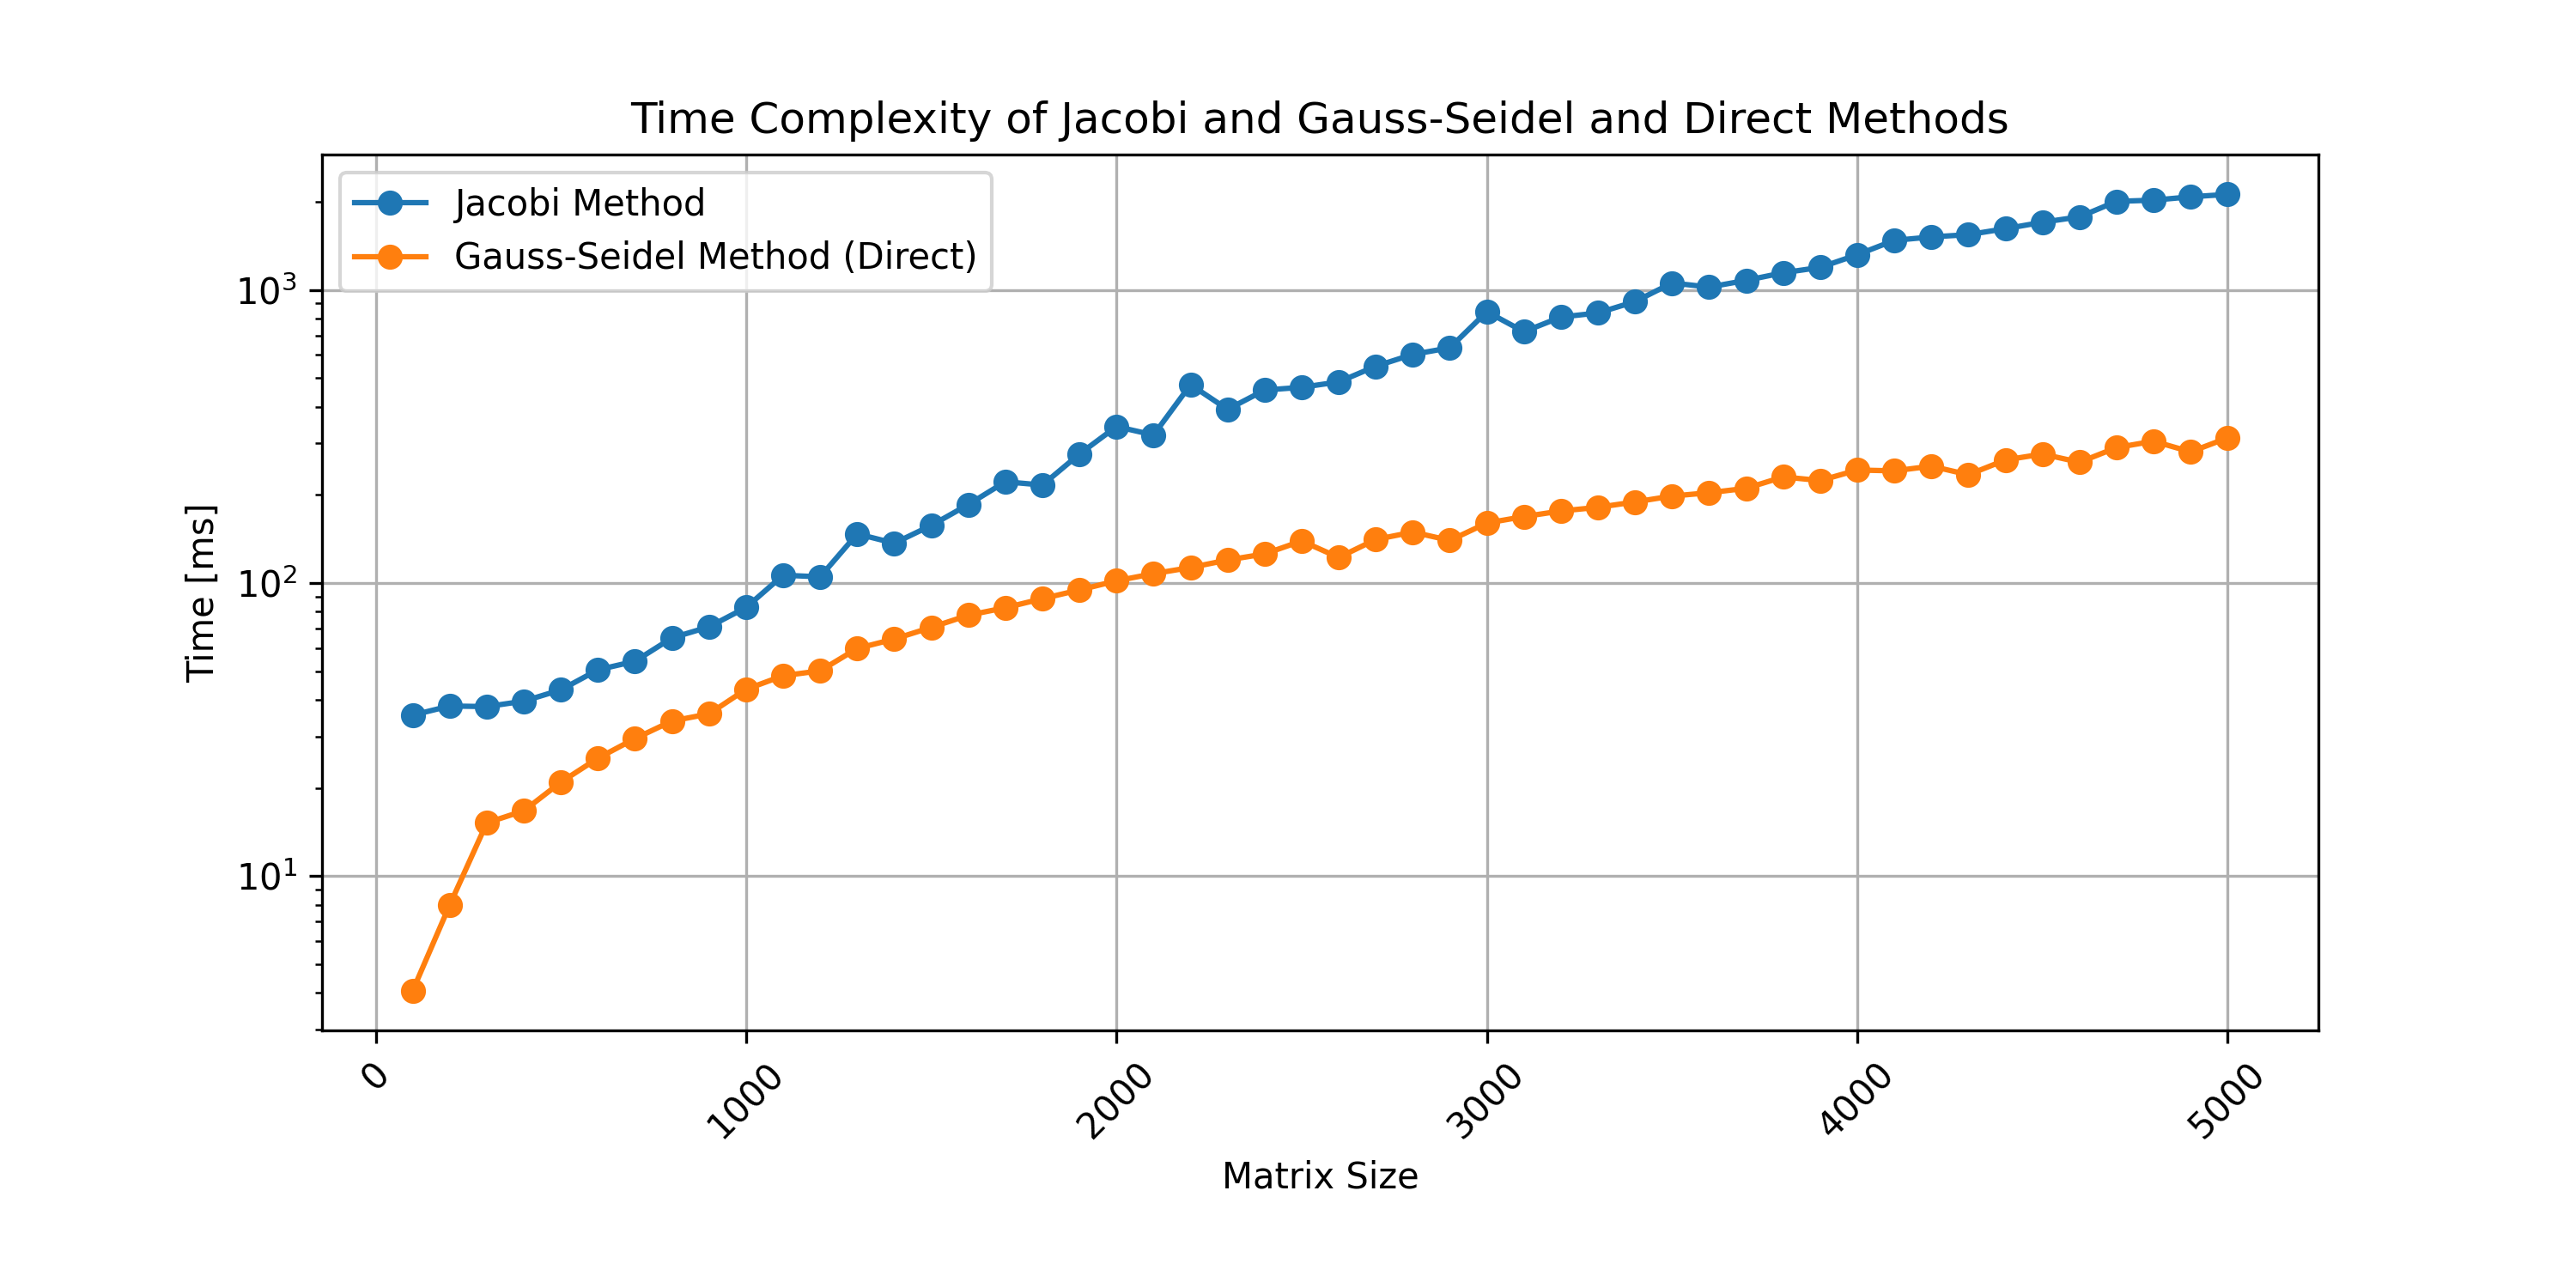 Time Complexity of Jacobi and Gauss-Seidel and Direct Methods
Jacobi Method
Gauss-Seidel Method (Direct)
Time [ms]
10³
10²
10¹
0
1000
2000
3000
4000
5000
Matrix Size